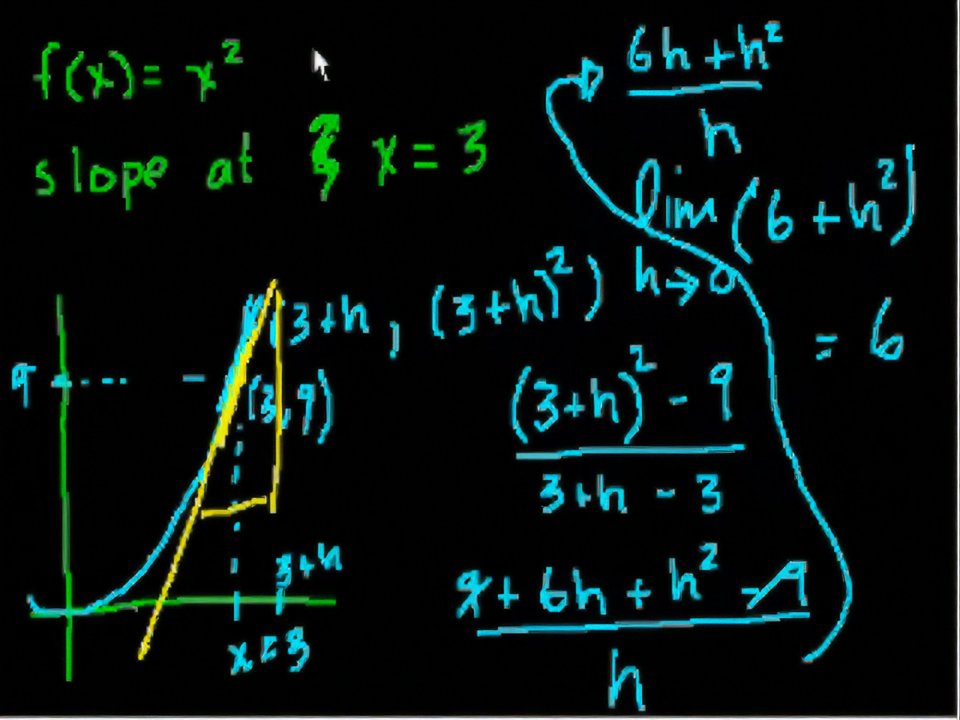 f(x) = x²
slope at x = 3
9
3+h, (3+h)²)
(3,9)
3+h
x = 3
(3+h)² - 9
3+h - 3
9 + 6h + h² - 9
h
6h + h²
h
lim (6 + h²)
h→0
= 6